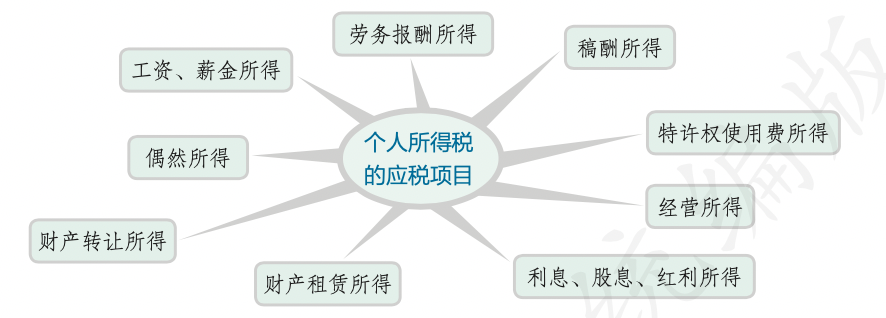 劳务报酬所得
稿酬所得
工资、薪金所得
特许权使用费所得
个人所得税
的应税项目
偶然所得
经营所得
财产转让所得
利息、股息、红利所得
财产租赁所得
统编版